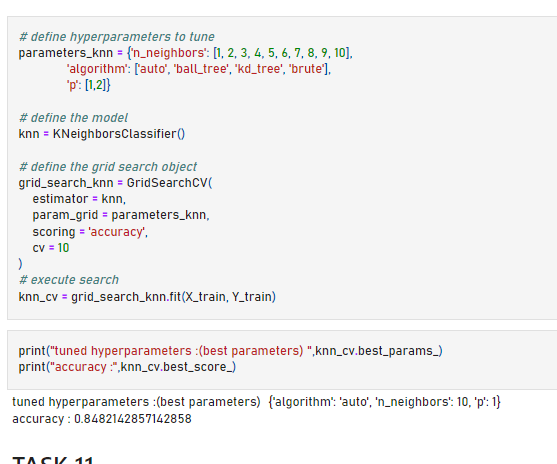 # define hyperparameters to tune
parameters_knn = {'n_neighbors': [1, 2, 3, 4, 5, 6, 7, 8, 9, 10],
'algorithm': ['auto', 'ball_tree', 'kd_tree', 'brute'],
'p': [1,2]}
# define the model
knn = KNeighborsClassifier()
# define the grid search object
grid_search_knn = GridSearchCV(
estimator = knn,
param_grid = parameters_knn,
scoring = 'accuracy',
cv = 10
)
# execute search
knn_cv = grid_search_knn.fit(X_train, Y_train)
print("tuned hyperparameters :(best parameters) ",knn_cv.best_params_)
print("accuracy :",knn_cv.best_score_)
tuned hyperparameters :(best parameters)  {'algorithm': 'auto', 'n_neighbors': 10, 'p': 1}
accuracy : 0.8482142857142858
TASK 11